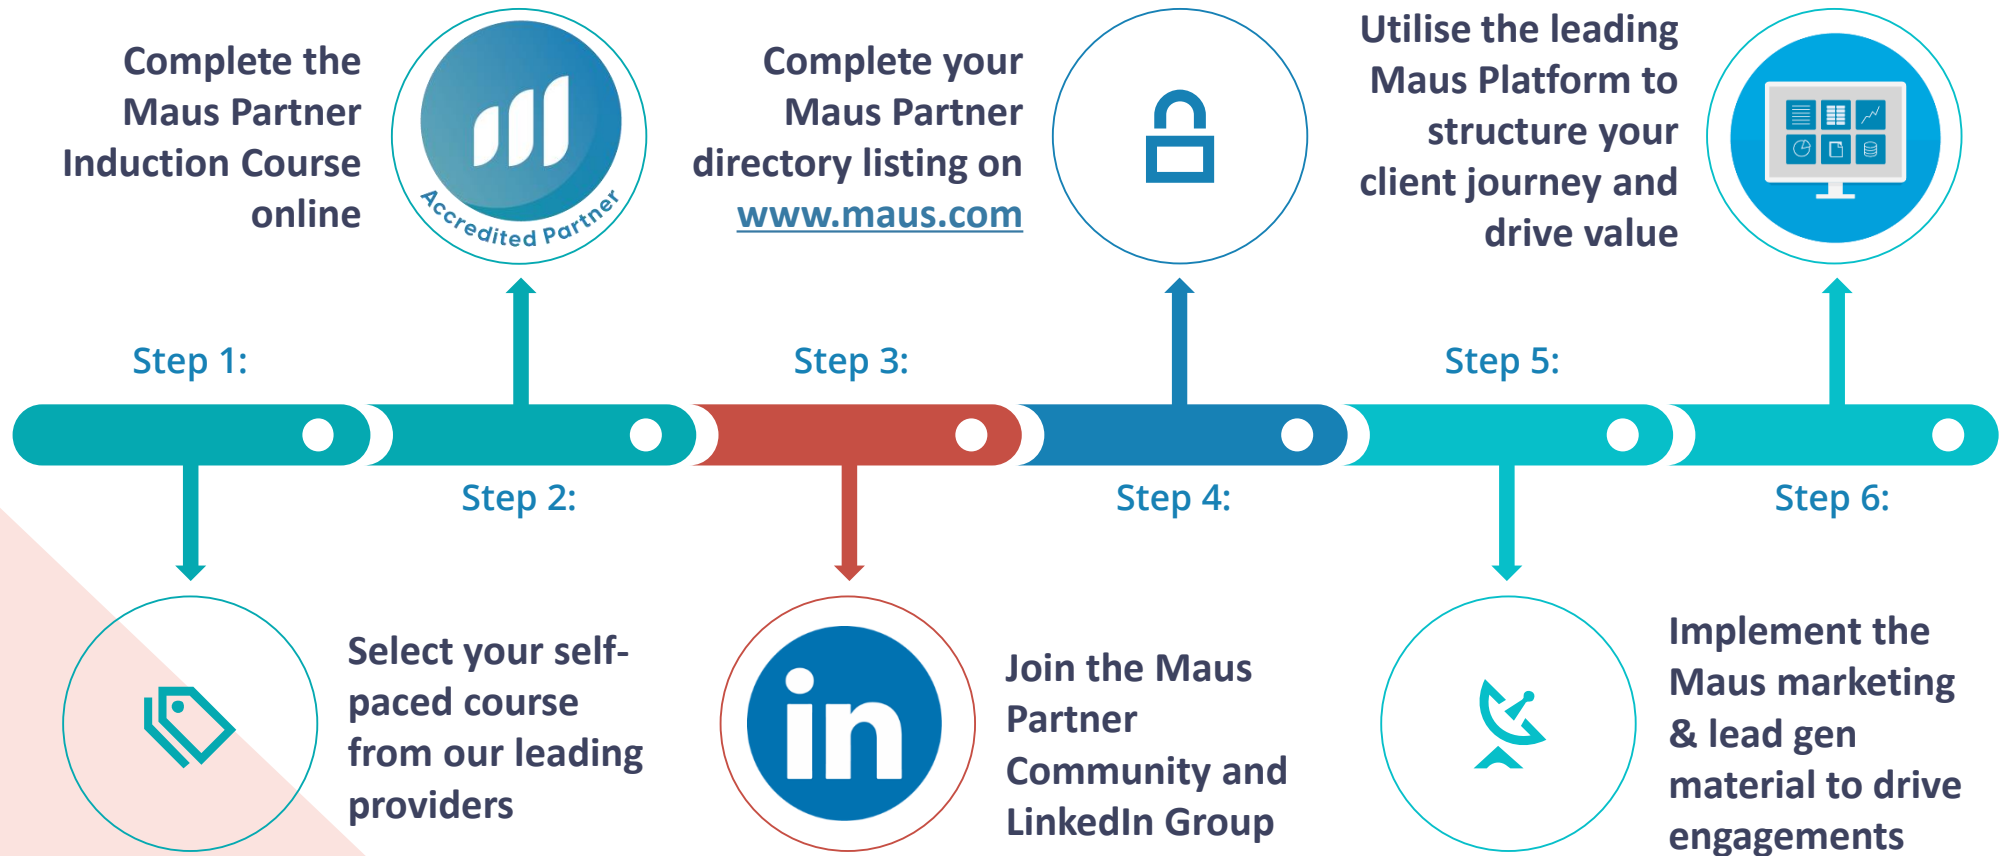 Complete the
Maus Partner
Induction Course
online
Accredited Partner
Complete your
Maus Partner
directory listing on
www.maus.com
Utilise the leading
Maus Platform to
structure your
client journey and
drive value
Step 1:
Step 3:
Step 5:
Step 2:
Step 4:
Step 6:
Select your self-
paced course
from our leading
providers
in
Join the Maus
Partner
Community and
LinkedIn Group
Implement the
Maus marketing
& lead gen
material to drive
engagements